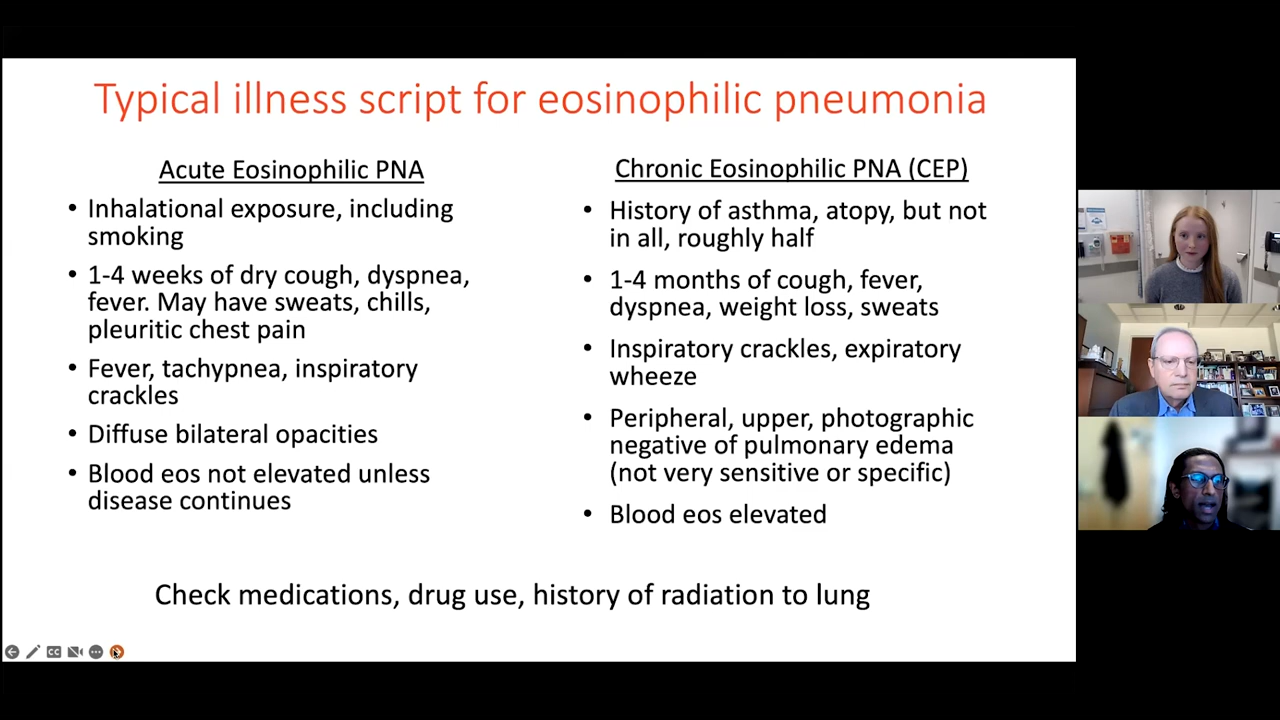 Typical illness script for eosinophilic pneumonia
Acute Eosinophilic PNA
• Inhalational exposure, including
smoking
• 1-4 weeks of dry cough, dyspnea,
fever. May have sweats, chills,
pleuritic chest pain
• Fever, tachypnea, inspiratory
crackles
• Diffuse bilateral opacities
• Blood eos not elevated unless
disease continues
Chronic Eosinophilic PNA (CEP)
• History of asthma, atopy, but not
in all, roughly half
• 1-4 months of cough, fever,
dyspnea, weight loss, sweats
• Inspiratory crackles, expiratory
wheeze
• Peripheral, upper, photographic
negative of pulmonary edema
(not very sensitive or specific)
• Blood eos elevated
Check medications, drug use, history of radiation to lung
CC